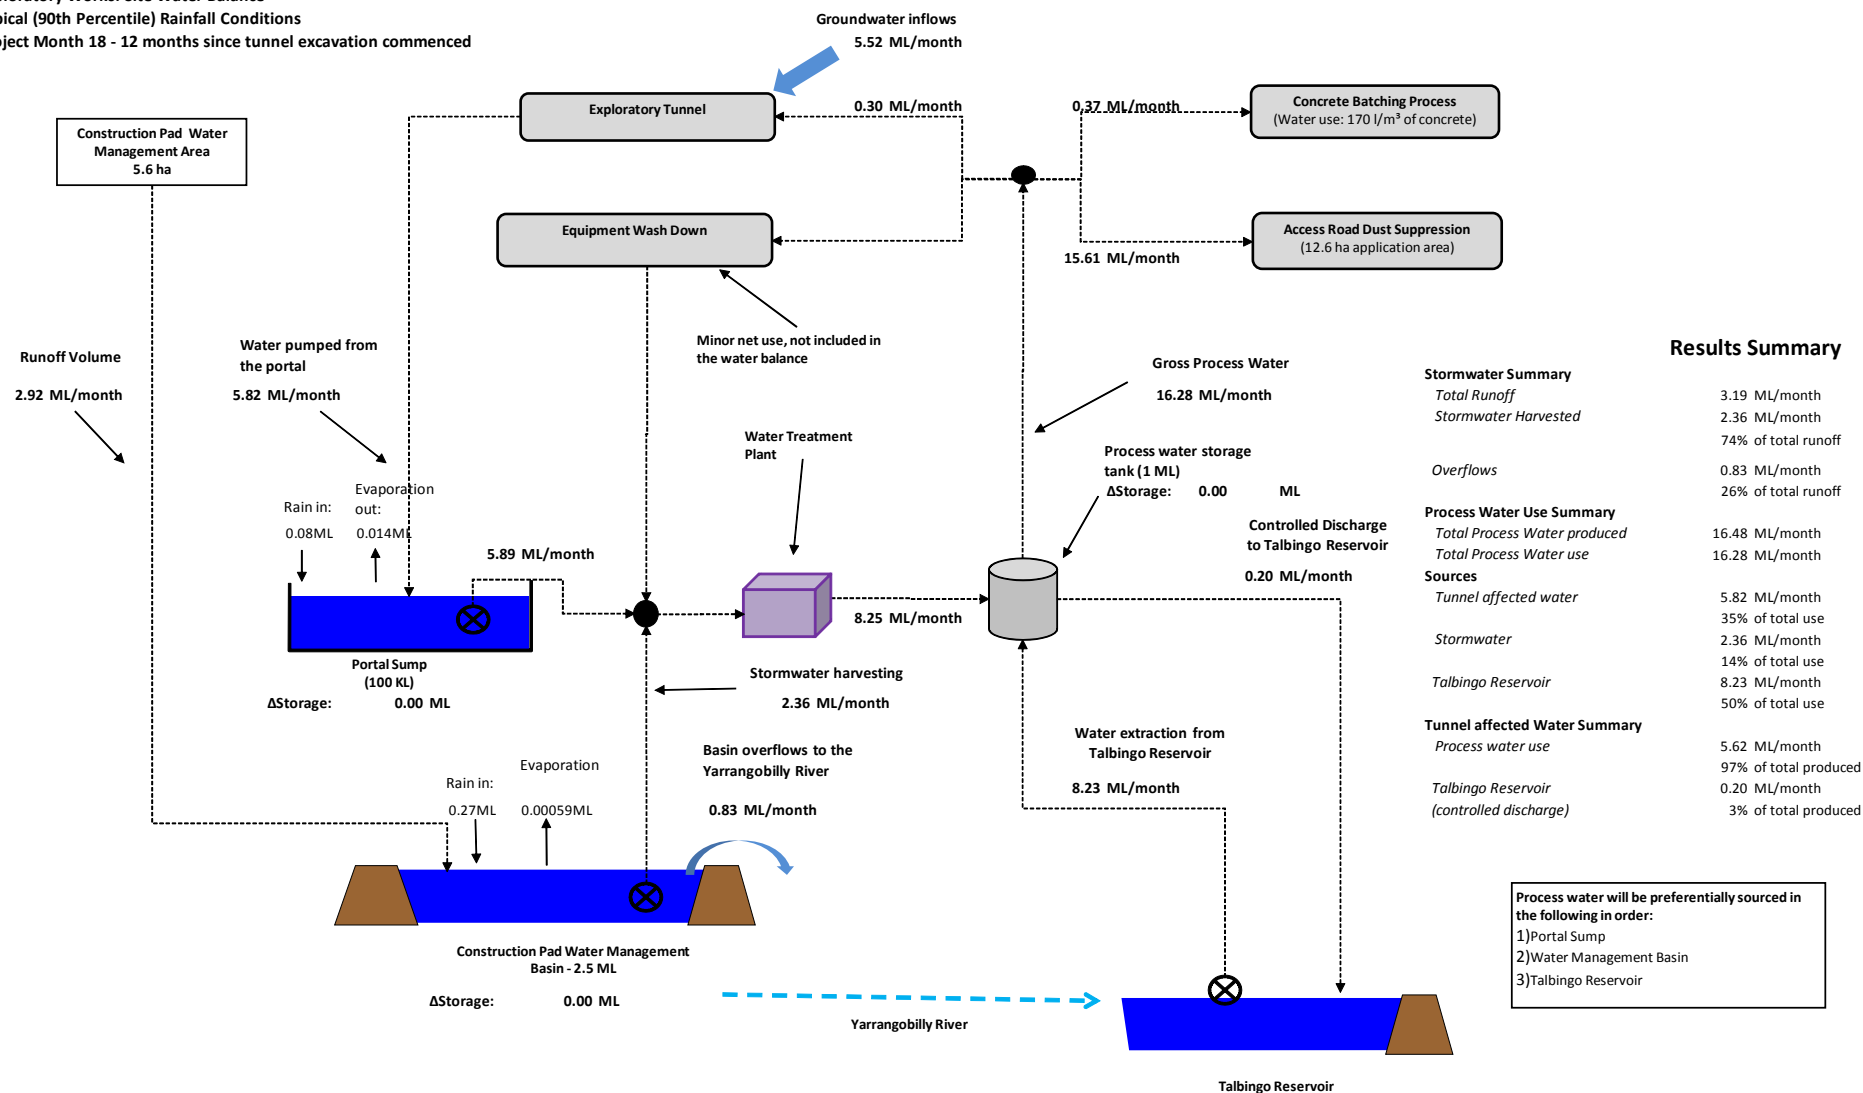 Typical (90th Percentile) Rainfall Conditions
Project Month 18 - 12 months since tunnel excavation commenced
Groundwater inflows
5.52 ML/month
Exploratory Tunnel
0.30 ML/month
0.37 ML/month
Concrete Batching Process
(Water use: 170 l/m³ of concrete)
Construction Pad Water
Management Area
5.6 ha
Equipment Wash Down
Access Road Dust Suppression
(12.6 ha application area)
15.61 ML/month
Minor net use, not included in
the water balance
Runoff Volume
2.92 ML/month
Water pumped from
the portal
5.82 ML/month
Gross Process Water
16.28 ML/month
Water Treatment
Plant
Process water storage
tank (1 ML)
ΔStorage: 0.00 ML
Rain in:
0.08ML
Evaporation
out:
0.014ML
5.89 ML/month
Controlled Discharge
to Talbingo Reservoir
0.20 ML/month
8.25 ML/month
Portal Sump
(100 KL)
ΔStorage: 0.00 ML
Stormwater harvesting
2.36 ML/month
Basin overflows to the
Yarrangobilly River
0.83 ML/month
Rain in:
0.27ML
Evaporation
0.00059ML
Water extraction from
Talbingo Reservoir
8.23 ML/month
Construction Pad Water Management
Basin - 2.5 ML
ΔStorage: 0.00 ML
Yarrangobilly River
Talbingo Reservoir
Results Summary
Stormwater Summary
Total Runoff 3.19 ML/month
Stormwater Harvested 2.36 ML/month
74% of total runoff
Overflows 0.83 ML/month
26% of total runoff
Process Water Use Summary
Total Process Water produced 16.48 ML/month
Total Process Water use 16.28 ML/month
Sources
Tunnel affected water 5.82 ML/month
35% of total use
Stormwater 2.36 ML/month
14% of total use
Talbingo Reservoir 8.23 ML/month
50% of total use
Tunnel affected Water Summary
Process water use 5.62 ML/month
97% of total produced
Talbingo Reservoir 0.20 ML/month
(controlled discharge) 3% of total produced
Process water will be preferentially sourced in
the following in order:
1)Portal Sump
2)Water Management Basin
3)Talbingo Reservoir